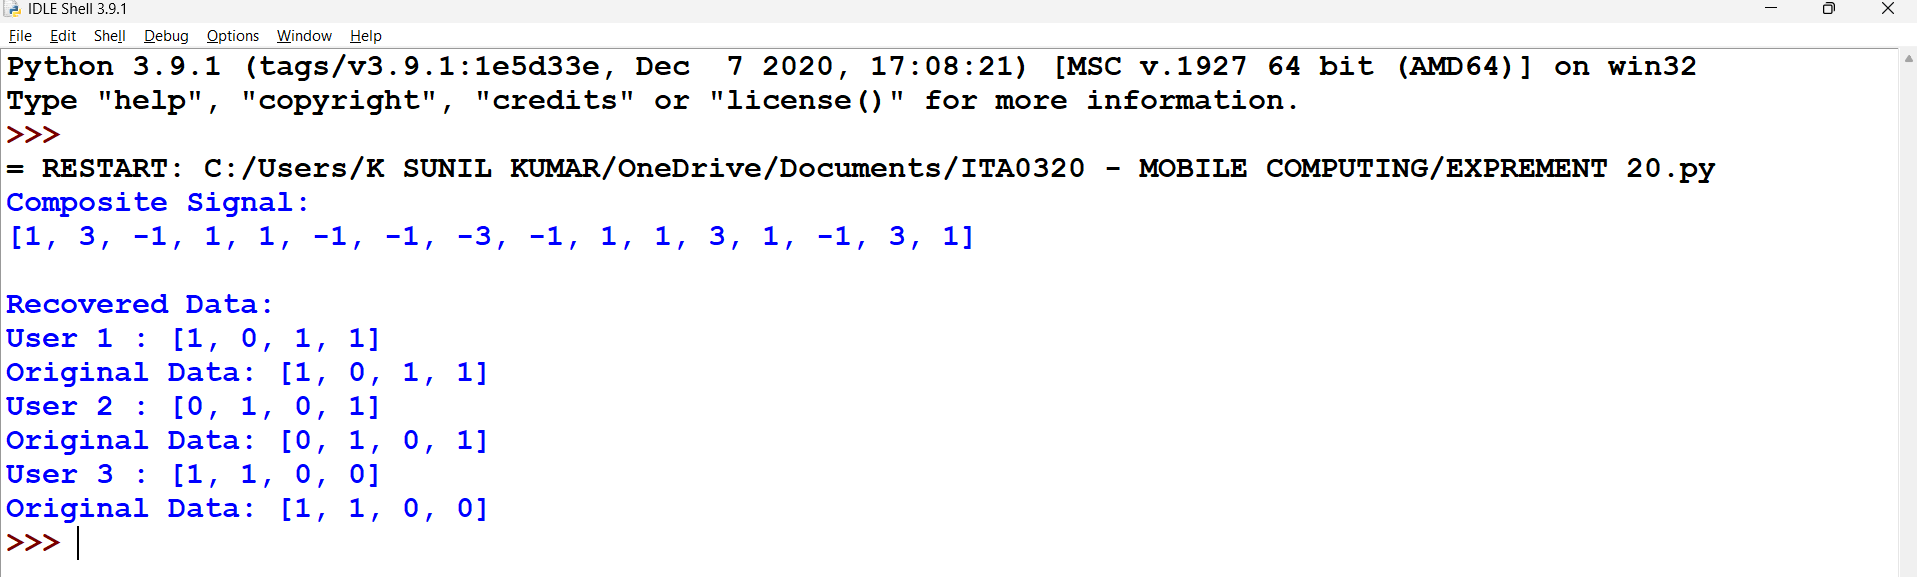 IDLE Shell 3.9.1
File Edit Shell Debug Options Window Help
Python 3.9.1 (tags/v3.9.1:1e5d33e, Dec  7 2020, 17:08:21) [MSC v.1927 64 bit (AMD64)] on win32
Type "help", "copyright", "credits" or "license()" for more information.
>>>
= RESTART: C:/Users/K SUNIL KUMAR/OneDrive/Documents/ITA0320 - MOBILE COMPUTING/EXPREMENT 20.py
Composite Signal:
[1, 3, -1, 1, 1, -1, -1, -3, -1, 1, 1, 3, 1, -1, 3, 1]
Recovered Data:
User 1 : [1, 0, 1, 1]
Original Data: [1, 0, 1, 1]
User 2 : [0, 1, 0, 1]
Original Data: [0, 1, 0, 1]
User 3 : [1, 1, 0, 0]
Original Data: [1, 1, 0, 0]
>>>